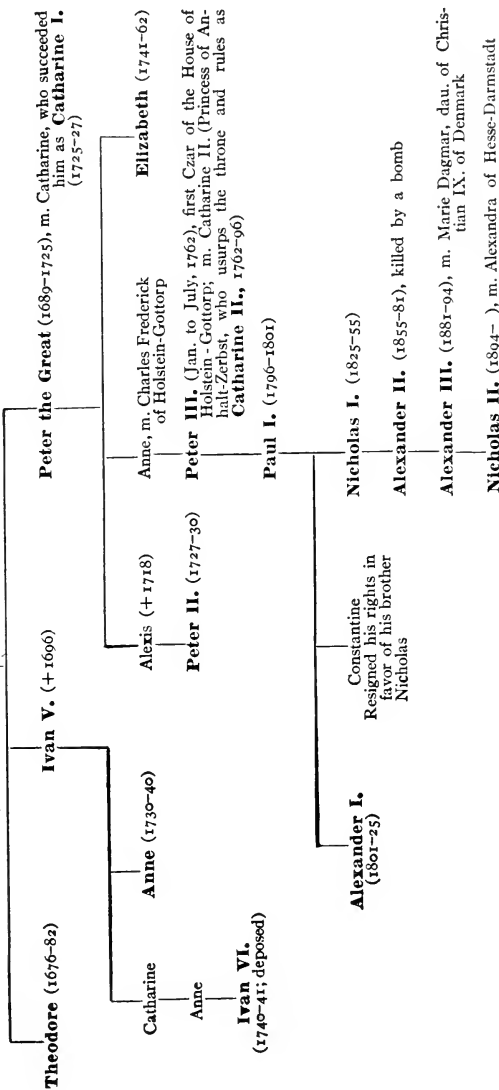 Theodore (1676–82)
Ivan V. (+ 1696)
Peter the Great (1689–1725), m. Catharine, who succeeded
him as Catharine I.
(1725–27)
Catharine
Anne (1730–40)
Alexis (+ 1718)
Anne, m. Charles Frederick
of Holstein-Gottorp
Elizabeth (1741–62)
Anne
Peter II. (1727–30)
Peter III. (Jan. to July, 1762), first Czar of the House of
Holstein-Gottorp; m. Catharine II. (Princess of An-
halt-Zerbst, who usurps the throne and rules as
Catharine II., 1762–96)
Ivan VI.
(1740–41; deposed)
Paul I. (1796–1801)
Alexander I.
(1801–25)
Constantine
Resigned his rights in
favor of his brother
Nicholas
Nicholas I. (1825–55)
Alexander II. (1855–81), killed by a bomb
Alexander III. (1881–94), m. Marie Dagmar, dau. of Chris-
tian IX. of Denmark
Nicholas II. (1894– ), m. Alexandra of Hesse-Darmstadt